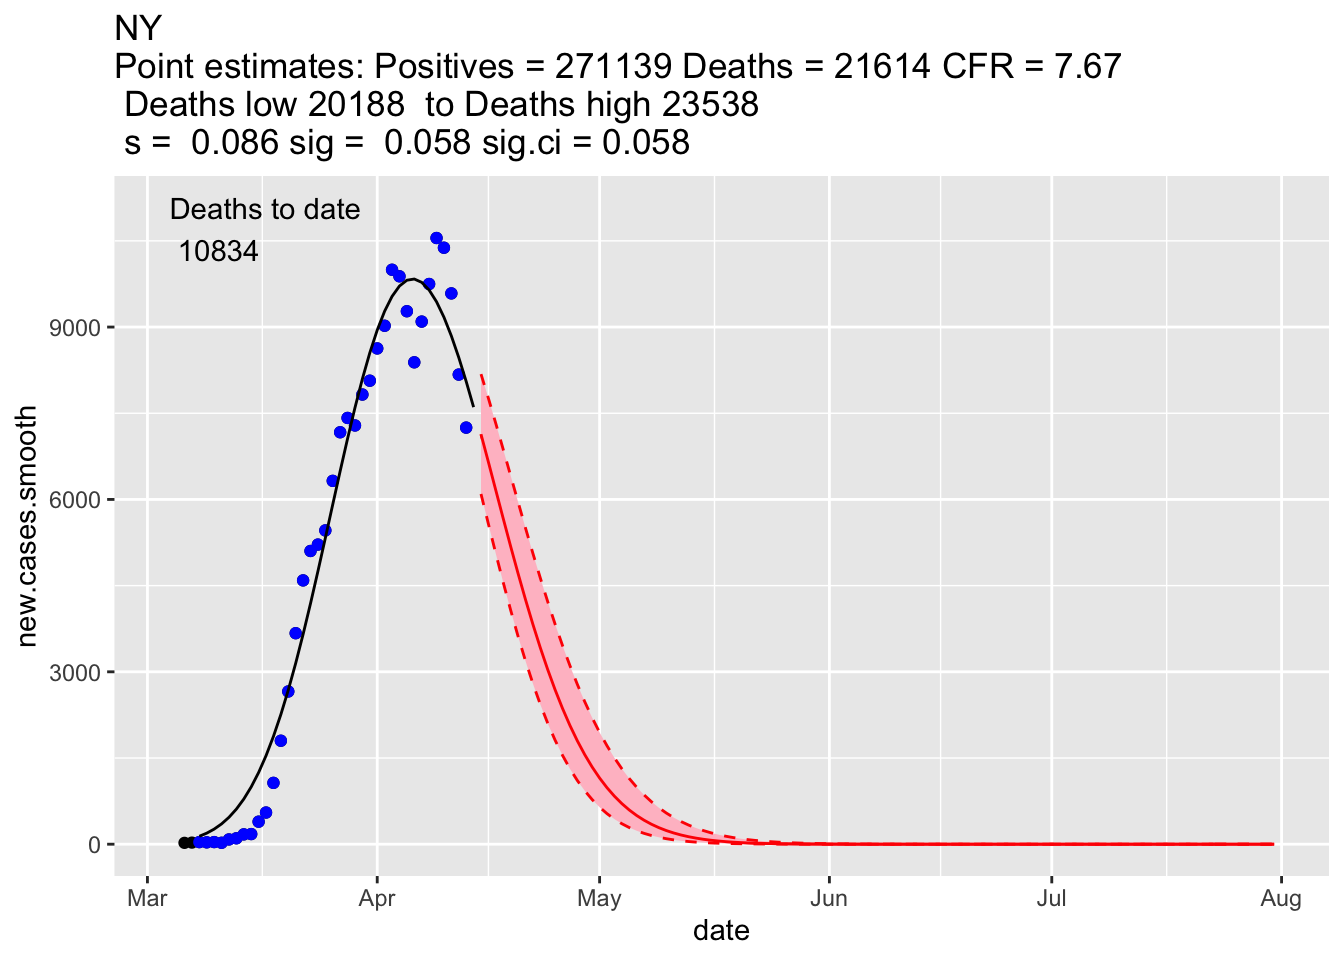 NY
Point estimates: Positives = 271139 Deaths = 21614 CFR = 7.67
Deaths low 20188  to Deaths high 23538
s =  0.086 sig =  0.058 sig.ci = 0.058
Deaths to date
10834
9000
6000
3000
0
new.cases.smooth
Mar Apr May Jun Jul Aug
date